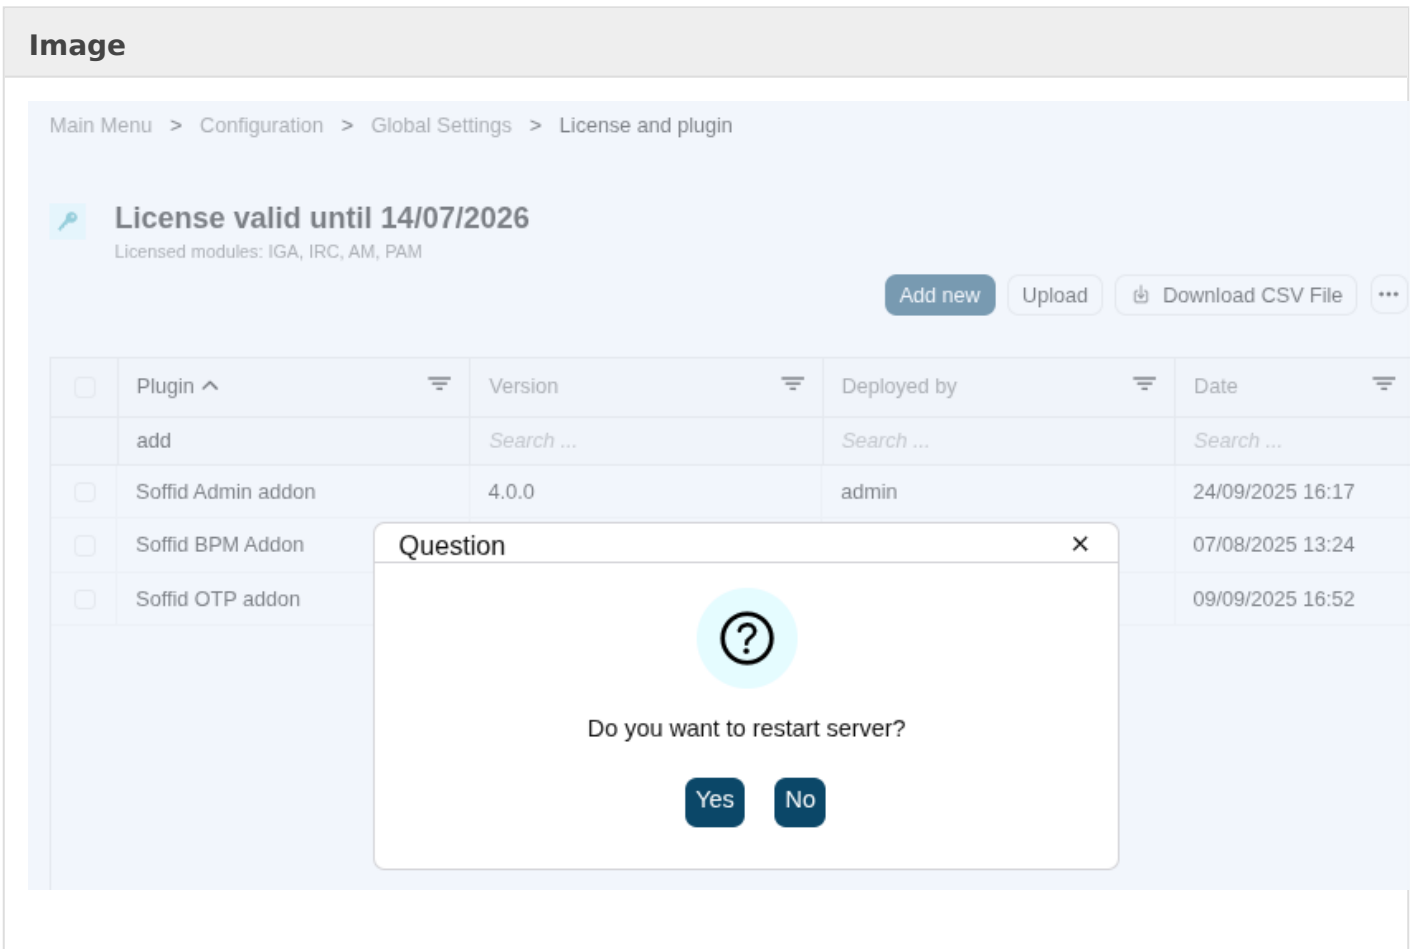 Image
Main Menu > Configuration > Global Settings > License and plugin
License valid until 14/07/2026
Licensed modules: IGA, IRC, AM, PAM
Add new Upload Download CSV File ...
Plugin Version Deployed by Date
add Search ... Search ... Search ...
Soffid Admin addon 4.0.0 admin 24/09/2025 16:17
Soffid BPM Addon 07/08/2025 13:24
Soffid OTP addon 09/09/2025 16:52
Question ×
?
Do you want to restart server?
Yes No